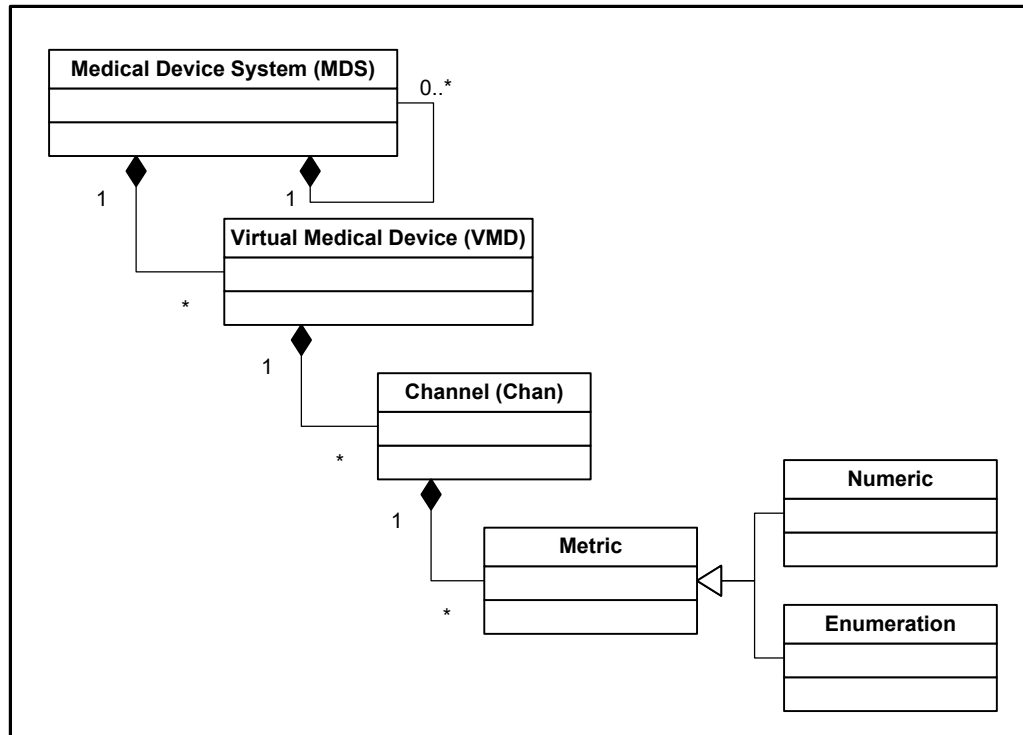 Medical Device System (MDS)
0..*
1
1
Virtual Medical Device (VMD)
*
1
Channel (Chan)
*
1
Numeric
Metric
*
Enumeration